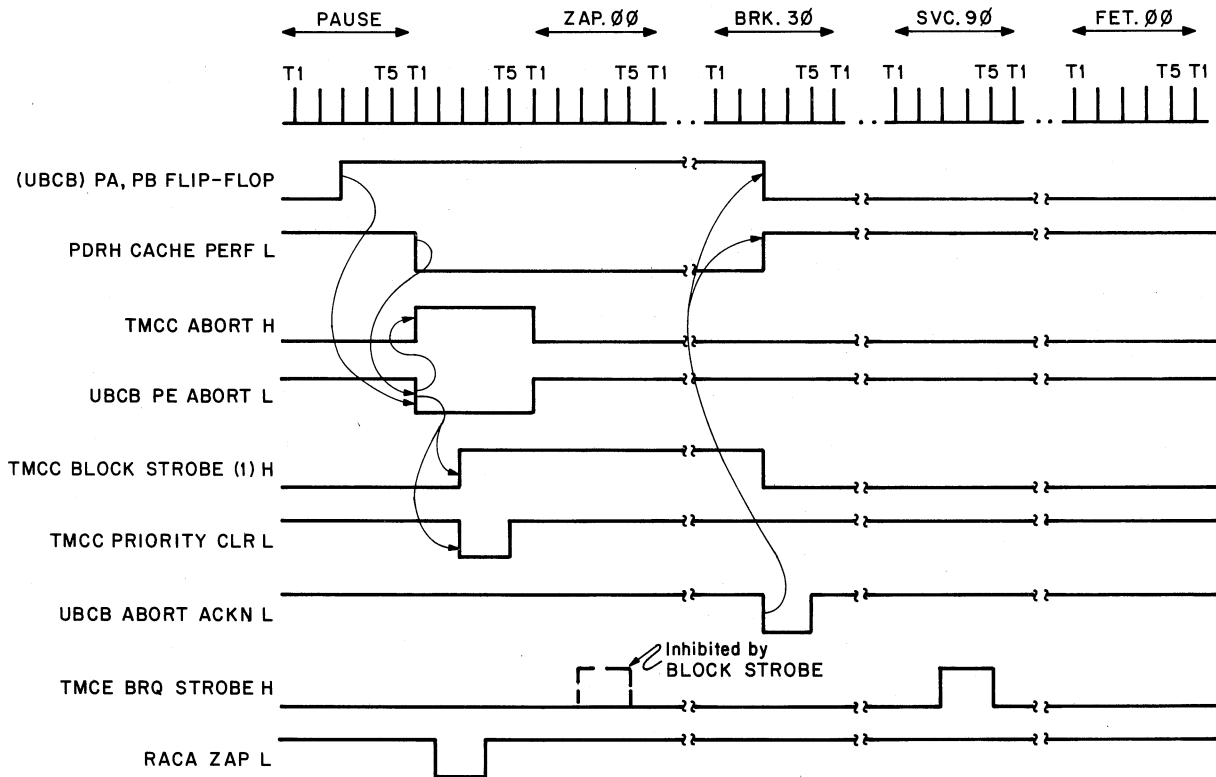 PAUSE ZAP.ØØ BRK.3Ø SVC.9Ø FET.ØØ
T1 T5 T1 T5 T1 T5 T1 T1 T5 T1 T1 T5 T1 T1 T5 T1
(UBCB) PA, PB FLIP-FLOP
PDRH CACHE PERF L
TMCC ABORT H
UBCB PE ABORT L
TMCC BLOCK STROBE (1) H
TMCC PRIORITY CLR L
UBCB ABORT ACKN L
Inhibited by
BLOCK STROBE
TMCE BRQ STROBE H
RACA ZAP L